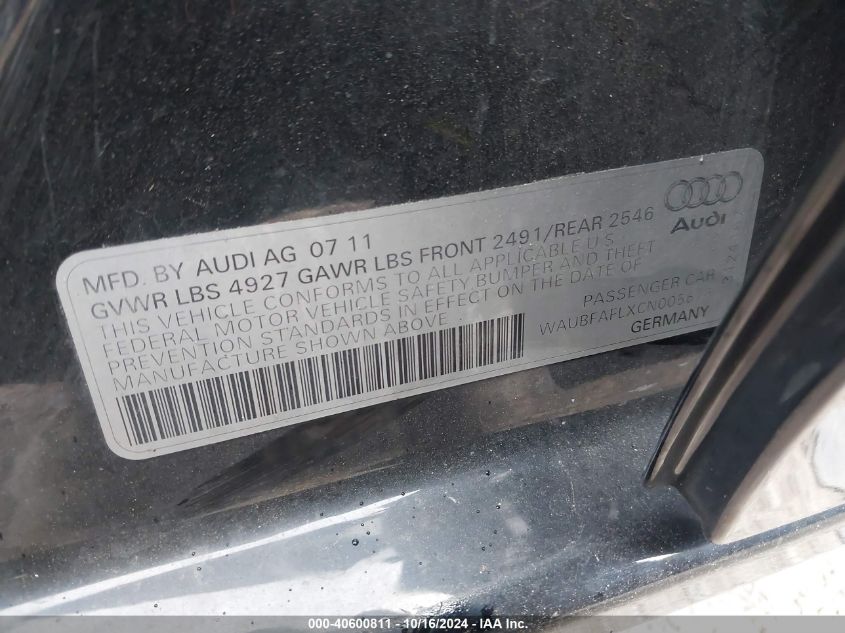 Audi
MFD. BY AUDI AG 07 11
GVWR LBS 4927 GAWR LBS FRONT 2491/REAR 2546
THIS VEHICLE CONFORMS TO ALL APPLICABLE U.S.
FEDERAL MOTOR VEHICLE SAFETY BUMPER AND THEFT
PREVENTION STANDARDS IN EFFECT ON THE DATE OF
MANUFACTURE SHOWN ABOVE.
PASSENGER CAR
WAUBFAFLXCN0056
GERMANY
000-40600811 - 10/16/2024 - IAA Inc.